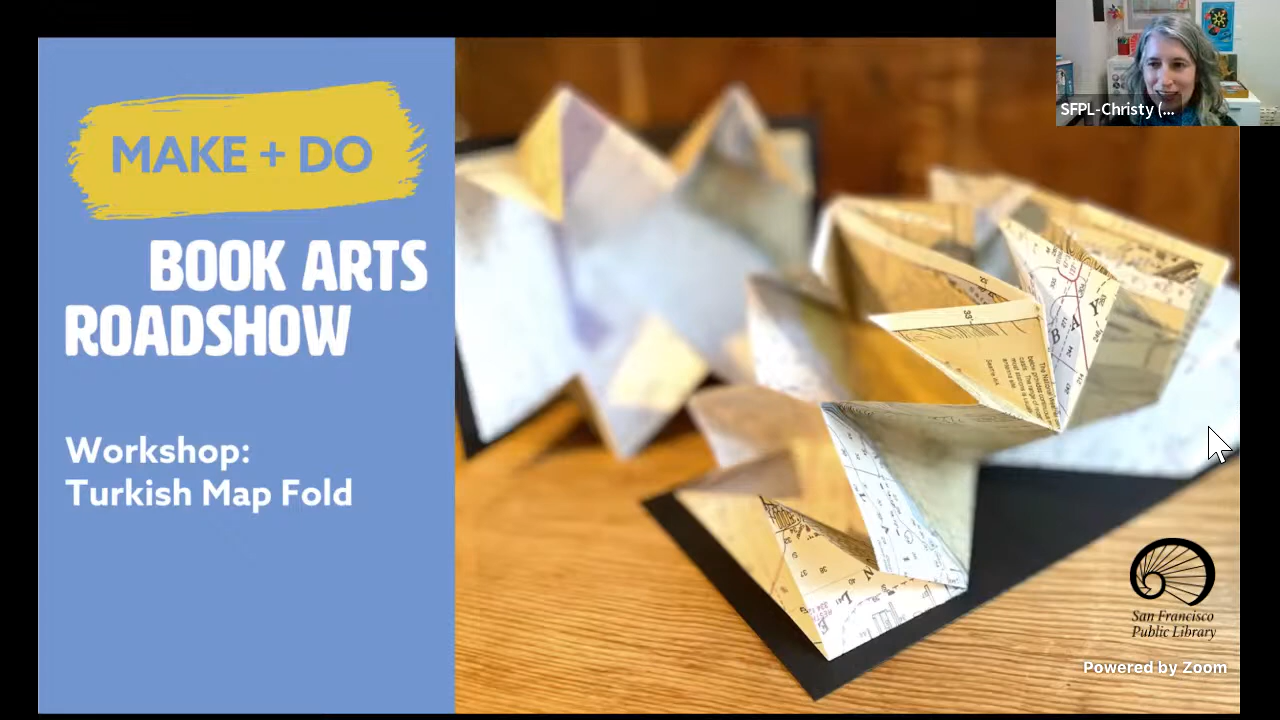 MAKE + DO
BOOK ARTS
ROADSHOW
Workshop:
Turkish Map Fold
SFPL-Christy (...
B A Y
San Francisco
Public Library
Powered by Zoom